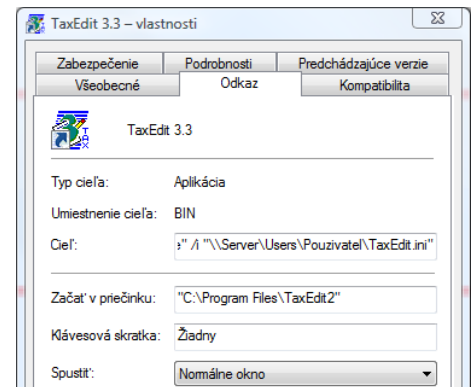 TaxEdit 3.3 – vlastnosti
Zabezpečenie Podrobnosti Predchádzajúce verzie
Všeobecné Odkaz Kompatibilita
TaxEdit 3.3
Typ cieľa: Aplikácia
Umiestnenie cieľa: BIN
Cieľ: e" /i "\\Server\Users\Pouzivatel\TaxEdit.ini"
Začať v priečinku: "C:\Program Files\TaxEdit2"
Klávesová skratka: Žiadny
Spustiť: Normálne okno